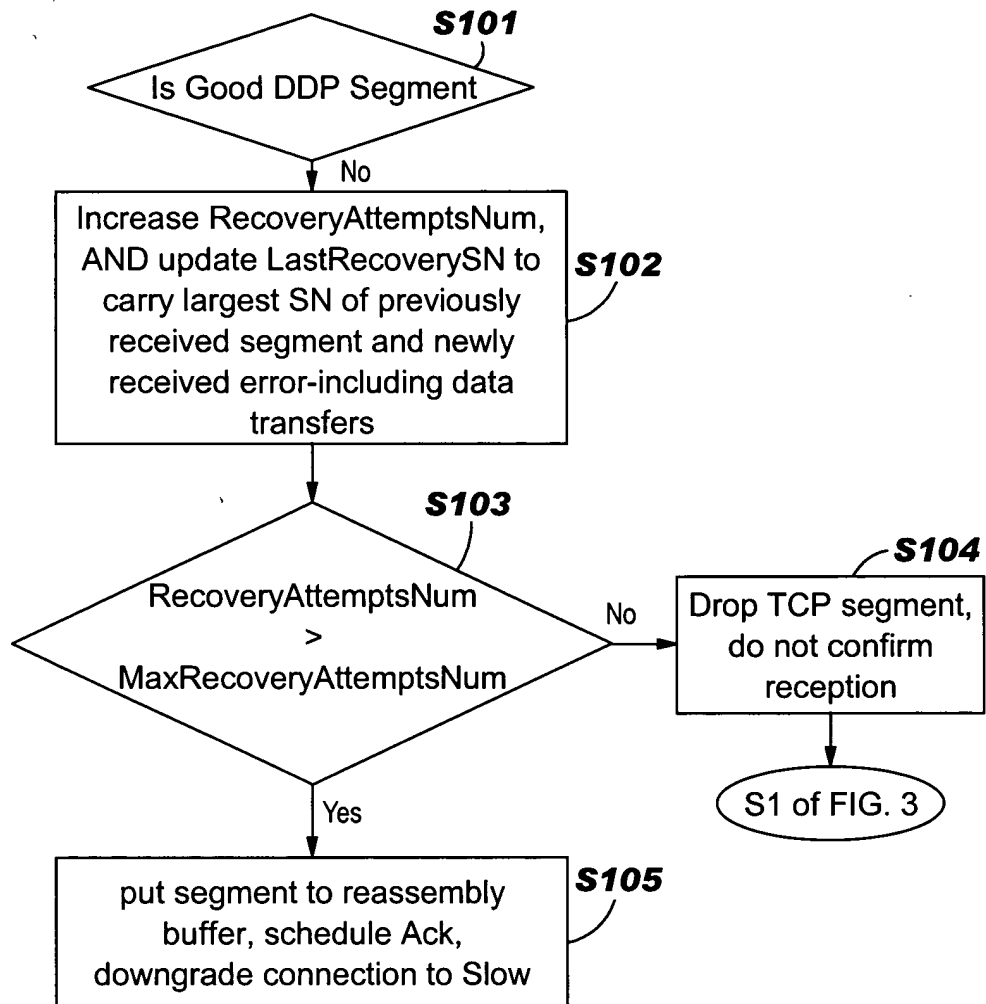 S101
Is Good DDP Segment
No
Increase RecoveryAttemptsNum,
AND update LastRecoverySN to
carry largest SN of previously
received segment and newly
received error-including data
transfers
S102
S103
RecoveryAttemptsNum
>
MaxRecoveryAttemptsNum
No
S104
Drop TCP segment,
do not confirm
reception
S1 of FIG. 3
Yes
put segment to reassembly
buffer, schedule Ack,
downgrade connection to Slow
S105